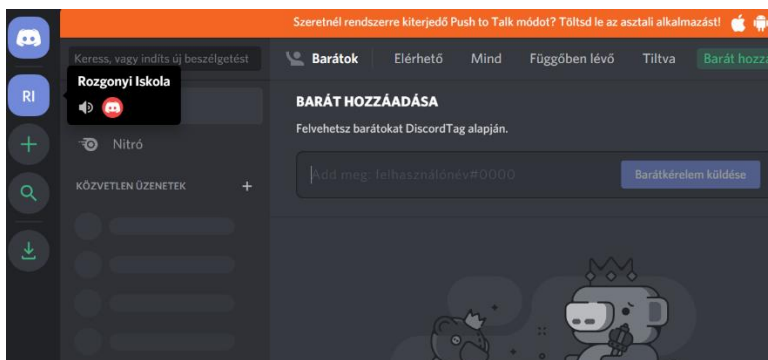 Szeretnél rendszerre kiterjedő Push to Talk módot? Töltsd le az asztali alkalmazást!
Keress, vagy indíts új beszélgetést
Barátok Elérhető Mind Függőben lévő Tiltva Barát hozzá
RI
Rozgonyi Iskola
BARÁT HOZZÁADÁSA
Felvehetsz barátokat DiscordTag alapján.
Nitró
Add meg: felhasználónév#0000
Barátkérelem küldése
KÖZVETLEN ÜZENETEK +